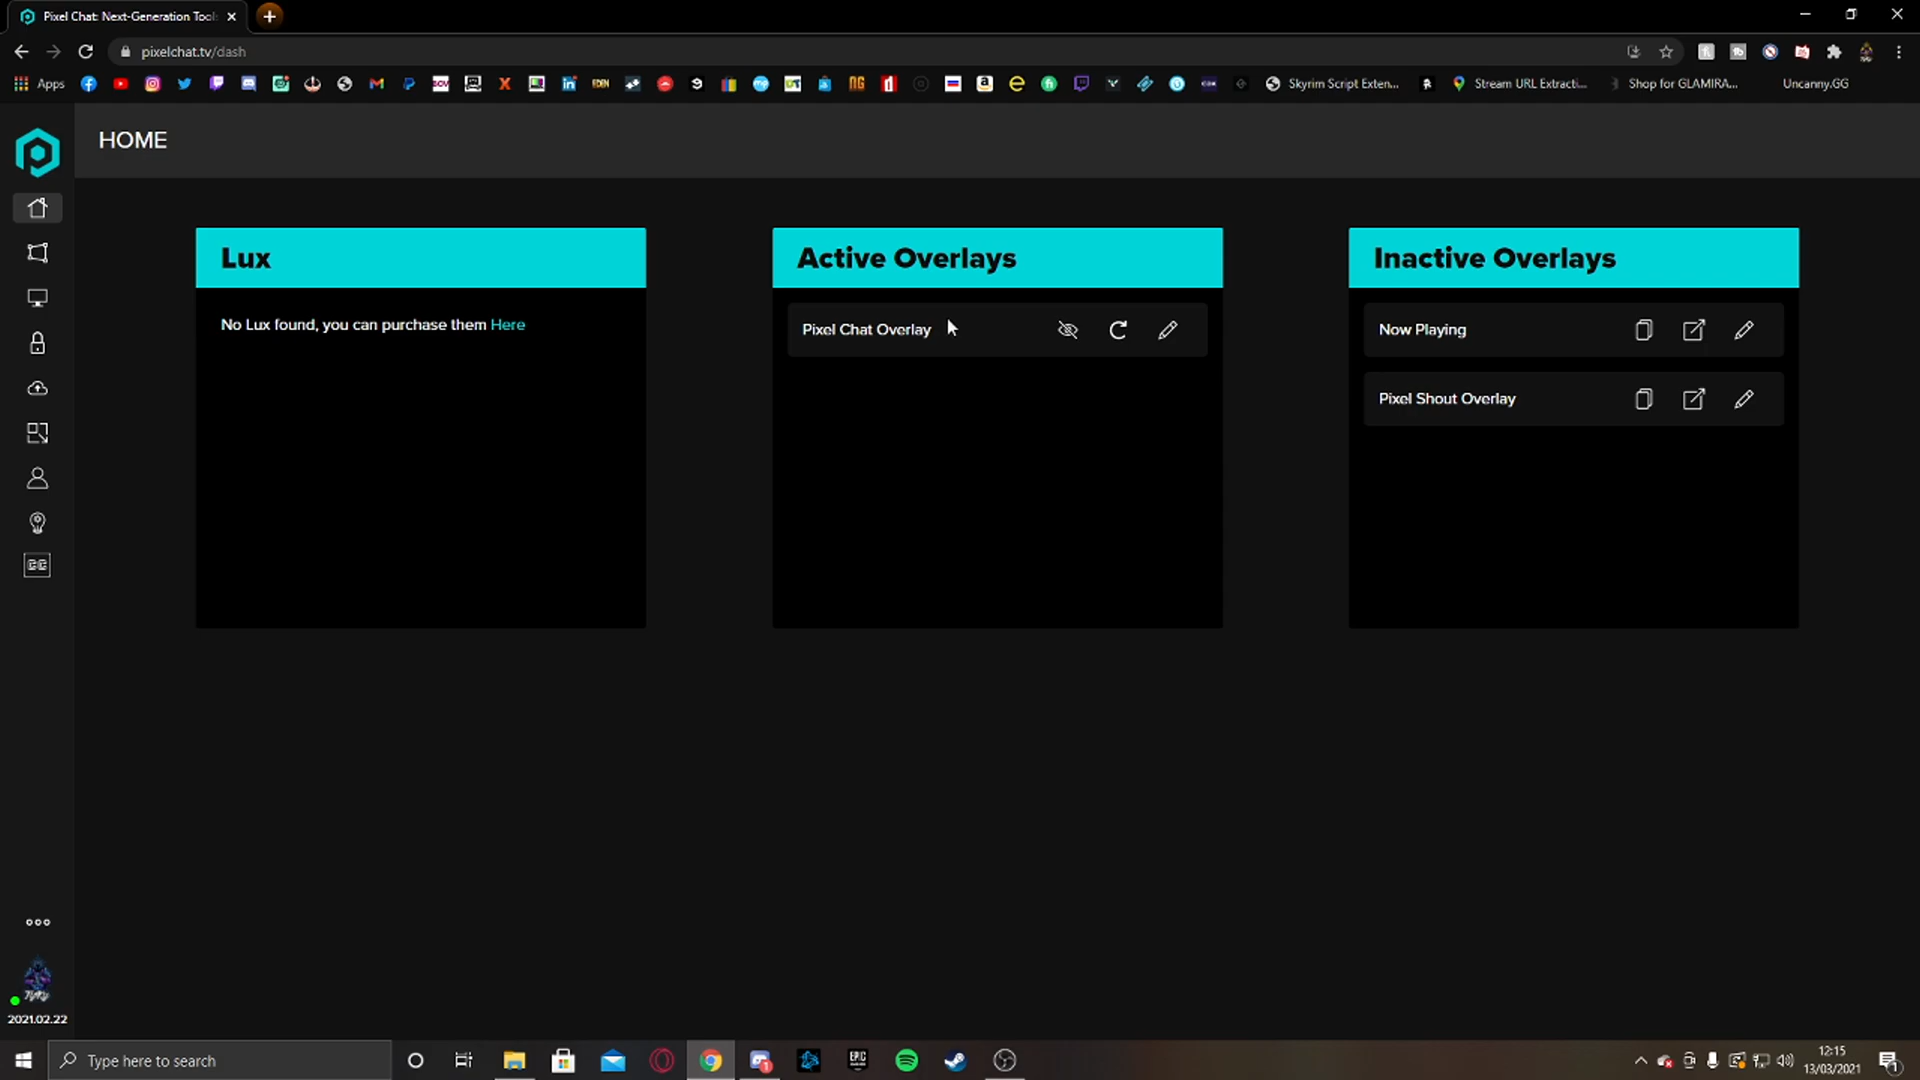 Pixel Chat: Next-Generation Tool
pixelchat.tv/dash
Apps
Skyrim Script Exten...
Stream URL Extracti...
Shop for GLAMIRA...
Uncanny.GG
HOME
Lux
Active Overlays
Inactive Overlays
No Lux found, you can purchase them Here
Pixel Chat Overlay
Now Playing
Pixel Shout Overlay
2021.02.22
Type here to search
EPIC
12:15
13/03/2021